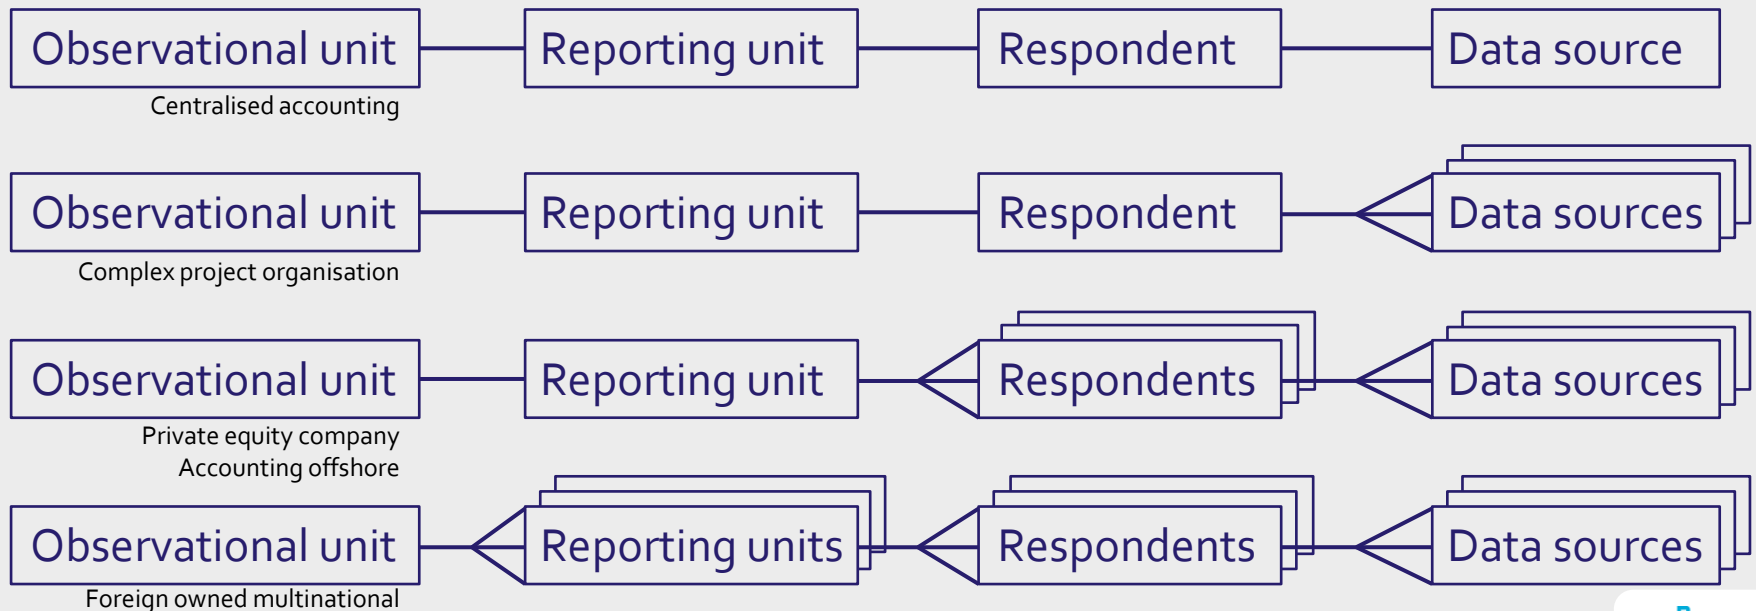 Observational unit Reporting unit Respondent Data source
Centralised accounting
Observational unit Reporting unit Respondent Data sources
Complex project organisation
Observational unit Reporting unit Respondents Data sources
Private equity company
Accounting offshore
Observational unit Reporting units Respondents Data sources
Foreign owned multinational